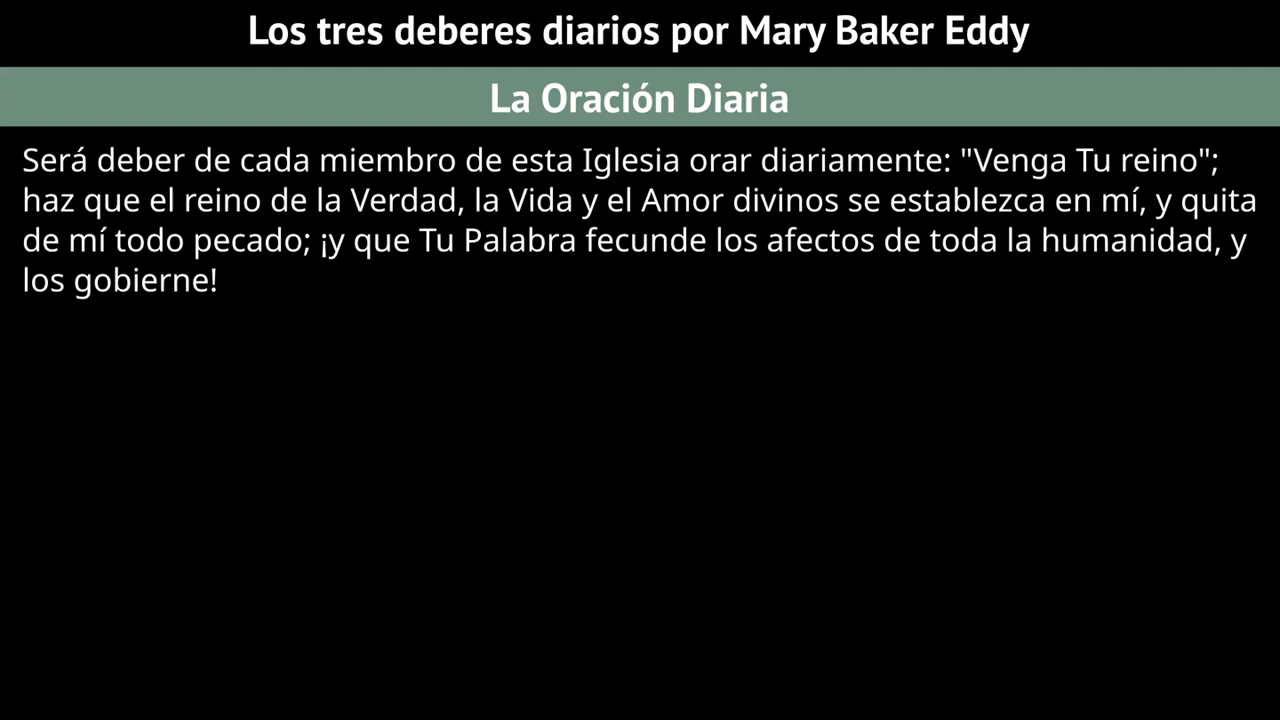 Los tres deberes diarios por Mary Baker Eddy
La Oración Diaria
Será deber de cada miembro de esta Iglesia orar diariamente: "Venga Tu reino";
haz que el reino de la Verdad, la Vida y el Amor divinos se establezca en mí, y quita
de mí todo pecado; ¡y que Tu Palabra fecunde los afectos de toda la humanidad, y
los gobierne!